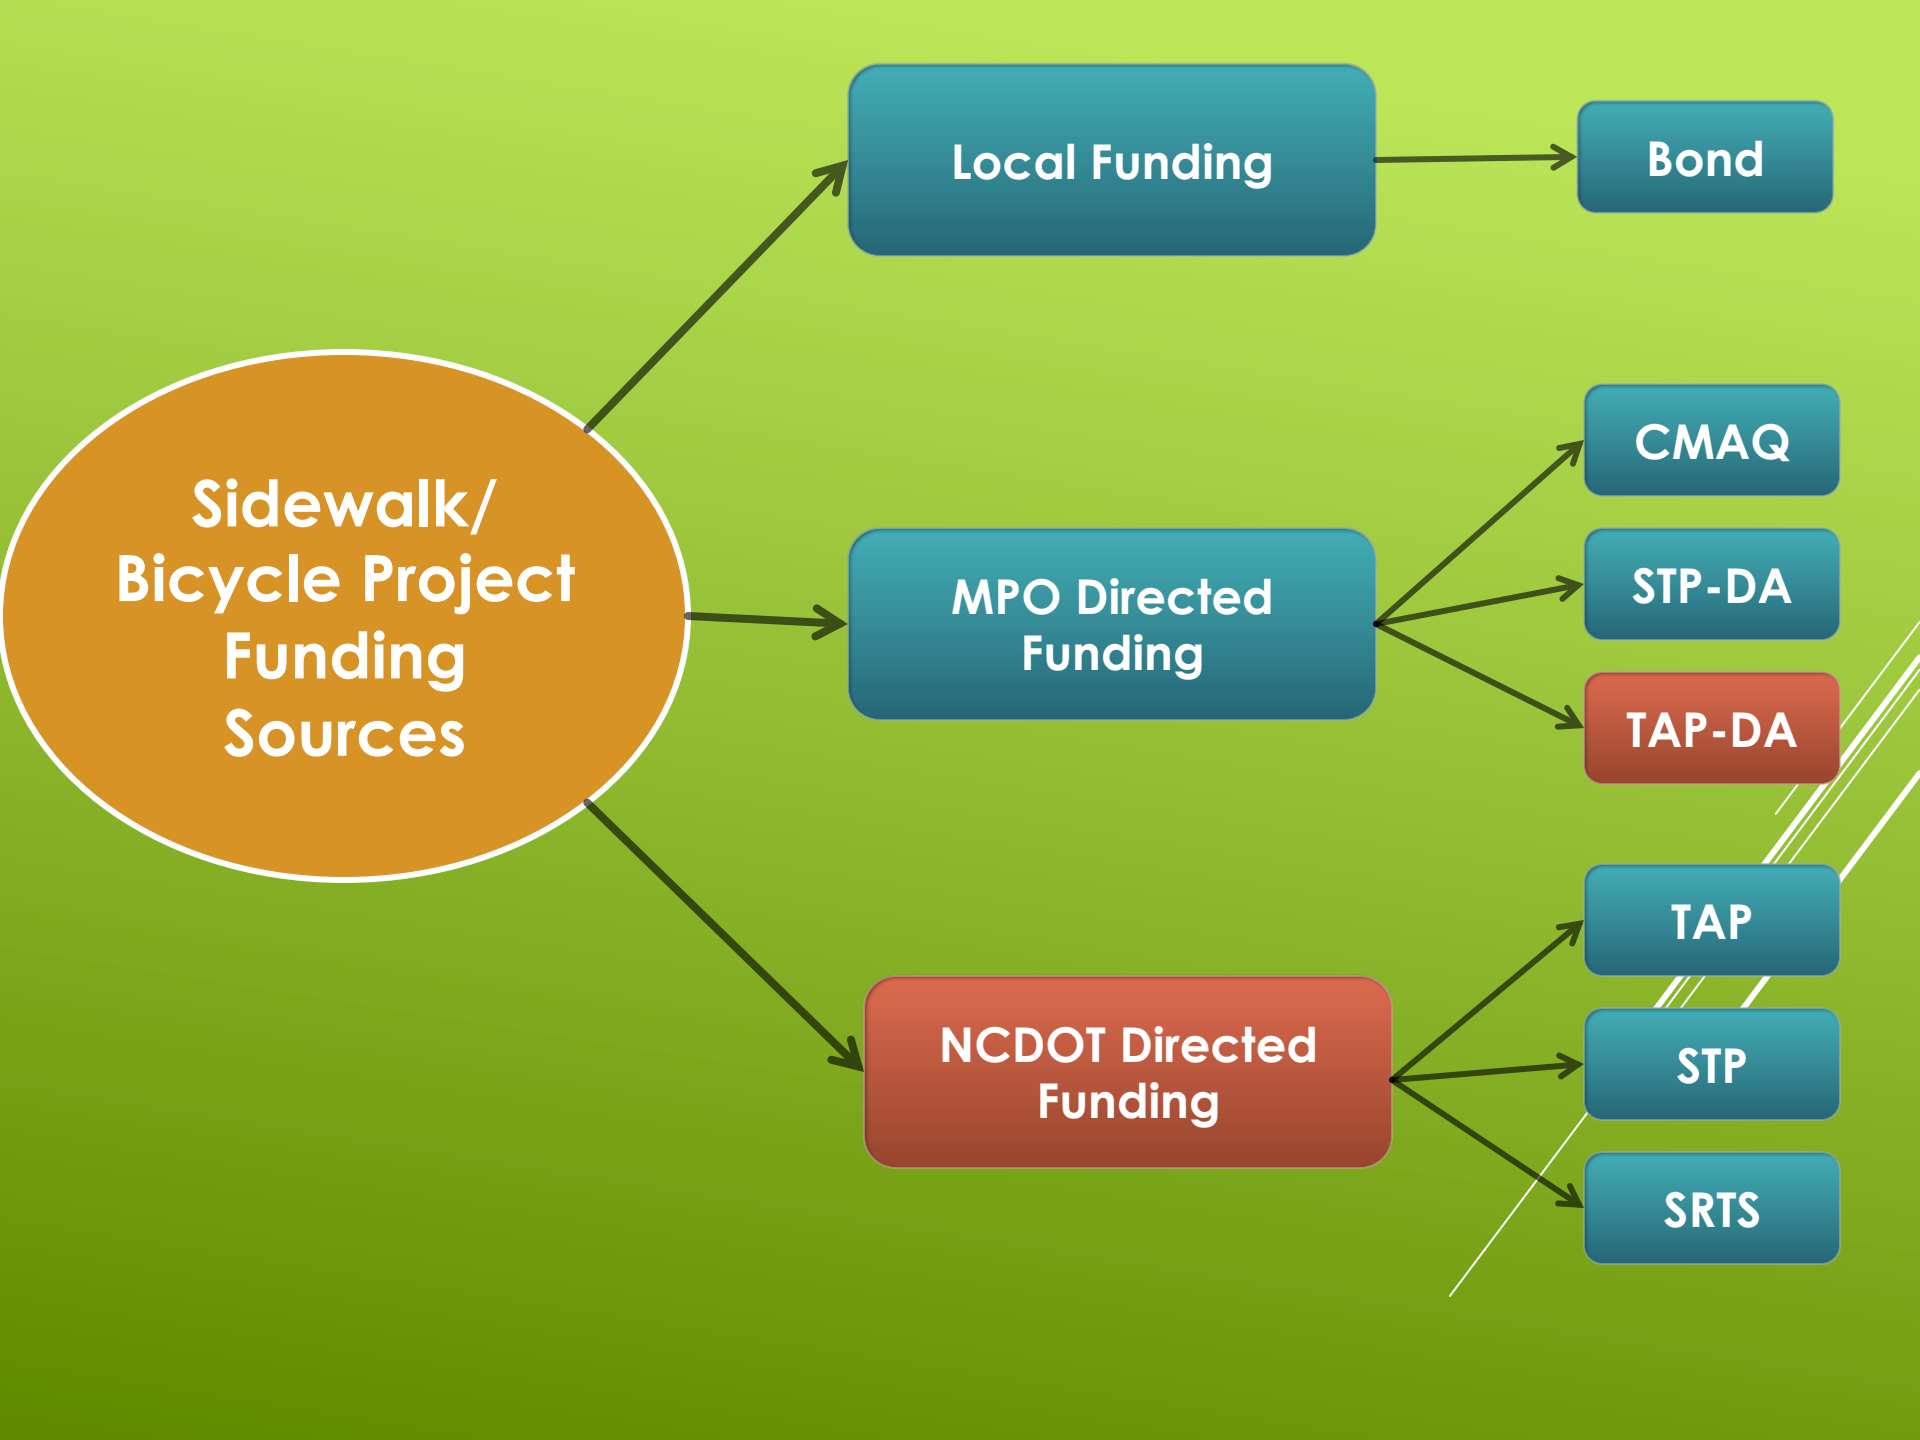 Sidewalk/
Bicycle Project
Funding
Sources
Local Funding
Bond
MPO Directed
Funding
CMAQ
STP-DA
TAP-DA
NCDOT Directed
Funding
TAP
STP
SRTS